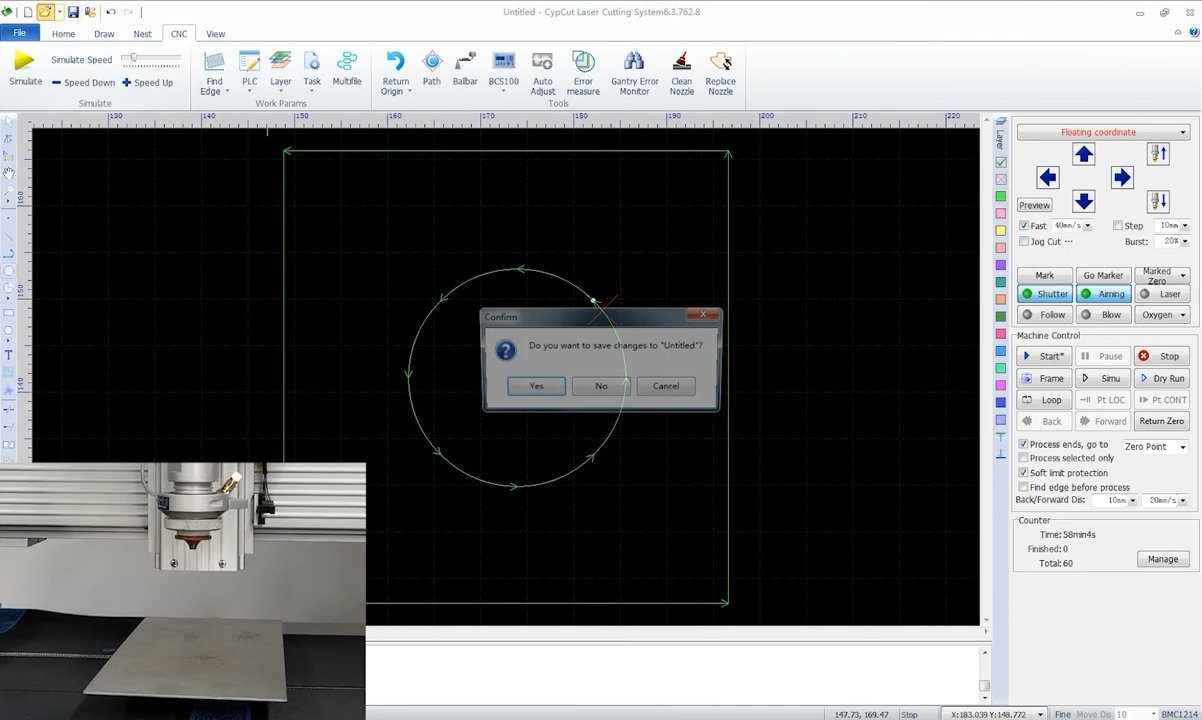 Untitled - CypCut Laser Cutting System6.3.762.8
File Home Draw Nest CNC View
Simulate
Simulate Speed
Speed Down Speed Up
Simulate
Find Edge
PLC
Layer
Task
Multifile
Work Params
Return Origin
Path
Balbar
BCS100
Auto Adjust
Error measure
Gantry Error Monitor
Clean Nozzle
Replace Nozzle
Tools
130 140 150 160 170 180 190 200 210 220
160
150
140
Layer
Confirm
Do you want to save changes to "Untitled"?
Yes No Cancel
Floating coordinate
Preview
Fast 40mm/s Step 10mm
Jog Cut ... Burst: 20%
Mark Go Marker Marked Zero
Shutter Aiming Laser
Follow Blow Oxygen
Machine Control
Start* Pause Stop
Frame Simu Dry Run
Loop Pt LOC Pt CONT
Back Forward Return Zero
Process ends, go to Zero Point
Process selected only
Soft limit protection
Find edge before process
Back/Forward Dis: 10mm 20mm/s
Counter
Time: 58min4s
Finished: 0
Total: 60
Manage
147.73, 169.47 Stop X:183.039 Y:148.772 Fine Move Dis 10 BMC1214